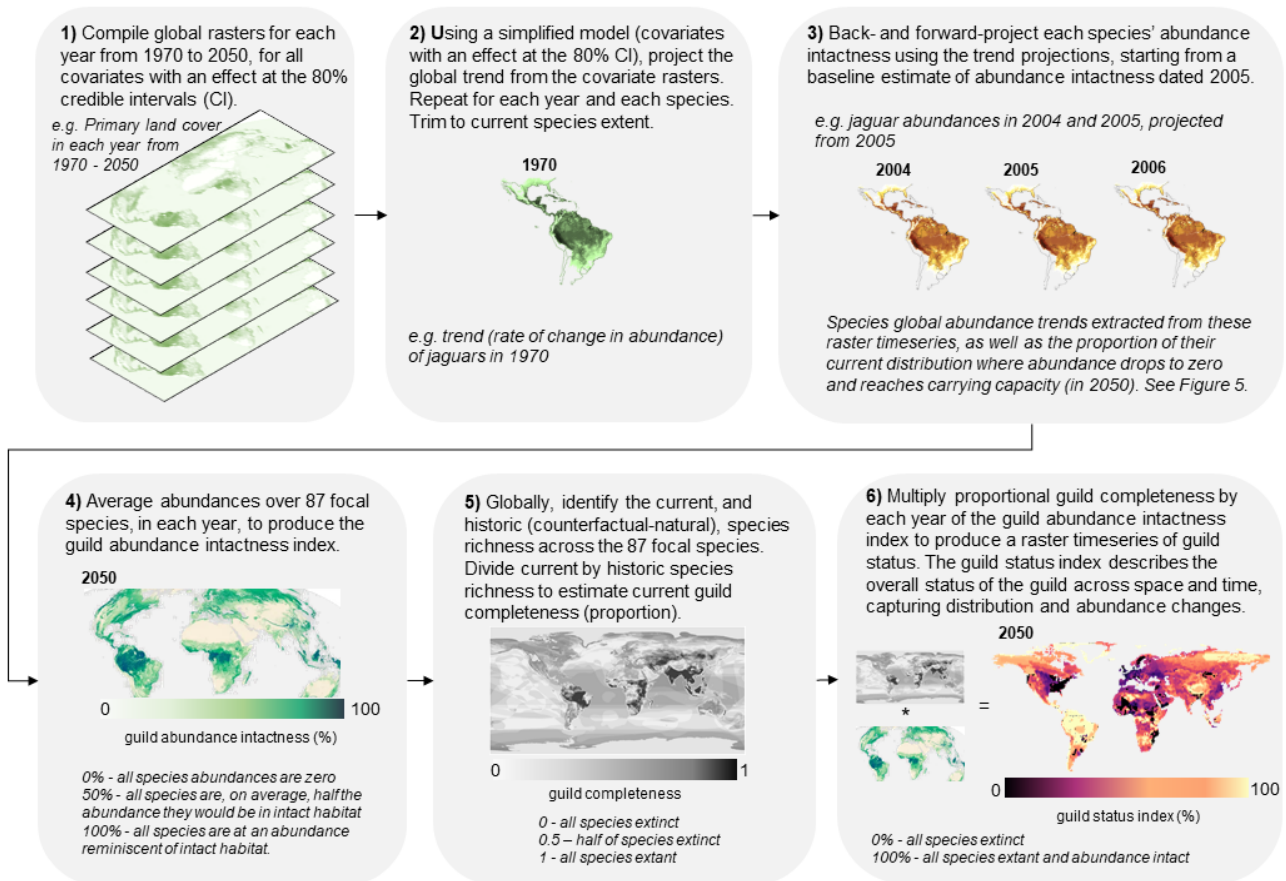 1) Compile global rasters for each
year from 1970 to 2050, for all
covariates with an effect at the 80%
credible intervals (CI).
e.g. Primary land cover
in each year from
1970 - 2050
2) Using a simplified model (covariates
with an effect at the 80% CI), project the
global trend from the covariate rasters.
Repeat for each year and each species.
Trim to current species extent.
1970
e.g. trend (rate of change in abundance)
of jaguars in 1970
3) Back- and forward-project each species' abundance
intactness using the trend projections, starting from a
baseline estimate of abundance intactness dated 2005.
e.g. jaguar abundances in 2004 and 2005, projected
from 2005
2004 2005 2006
Species global abundance trends extracted from these
raster timeseries, as well as the proportion of their
current distribution where abundance drops to zero
and reaches carrying capacity (in 2050). See Figure 5.
4) Average abundances over 87 focal
species, in each year, to produce the
guild abundance intactness index.
2050
0 100
guild abundance intactness (%)
0% - all species abundances are zero
50% - all species are, on average, half the
abundance they would be in intact habitat
100% - all species are at an abundance
reminiscent of intact habitat.
5) Globally, identify the current, and
historic (counterfactual-natural), species
richness across the 87 focal species.
Divide current by historic species
richness to estimate current guild
completeness (proportion).
0 1
guild completeness
0 - all species extinct
0.5 – half of species extinct
1 - all species extant
6) Multiply proportional guild completeness by
each year of the guild abundance intactness
index to produce a raster timeseries of guild
status. The guild status index describes the
overall status of the guild across space and time,
capturing distribution and abundance changes.
2050
* =
0 100
guild status index (%)
0% - all species extinct
100% - all species extant and abundance intact